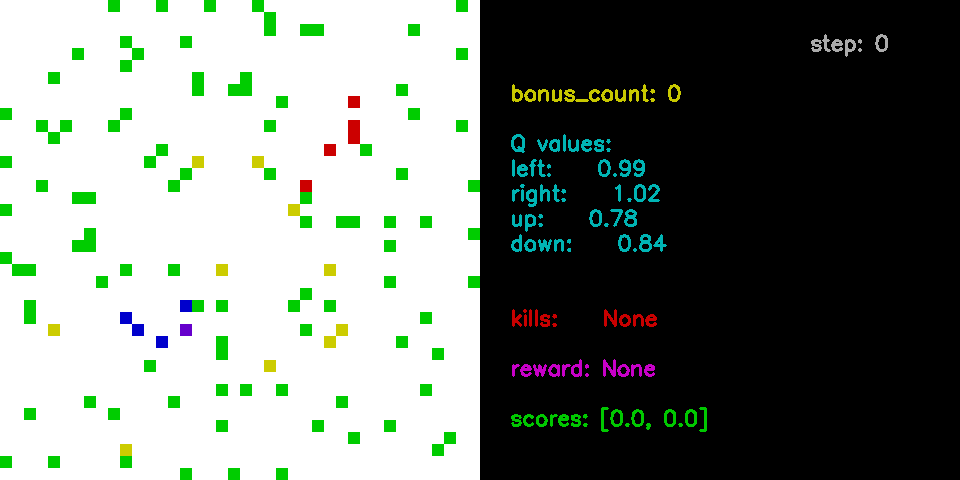 step: 0
bonus_count: 0
Q values:
left: 0.99
right: 1.02
up: 0.78
down: 0.84
kills: None
reward: None
scores: [0.0, 0.0]